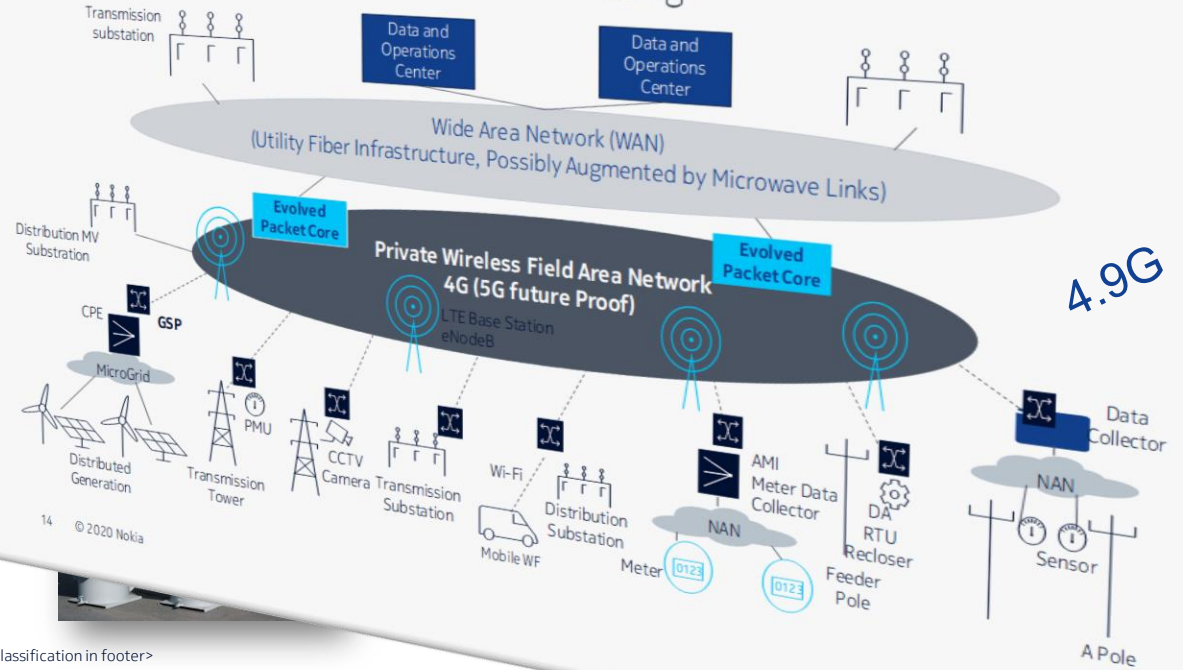 Transmission
substation
Data and
Operations
Center
Data and
Operations
Center
Wide Area Network (WAN)
(Utility Fiber Infrastructure, Possibly Augmented by Microwave Links)
Distribution MV
Substration
Evolved
Packet Core
Private Wireless Field Area Network
4G (5G future Proof)
Evolved
Packet Core
4.9G
LTE Base Station
eNodeB
CPE
GSP
MicroGrid
Distributed
Generation
PMU
Transmission
Tower
CCTV
Camera
Transmission
Substation
Wi-Fi
Mobile WF
Distribution
Substation
AMI
Meter Data
Collector
NAN
Meter
0123
0123
DA
RTU
Recloser
Feeder
Pole
Data
Collector
NAN
Sensor
A Pole
14 © 2020 Nokia
lassification in footer>